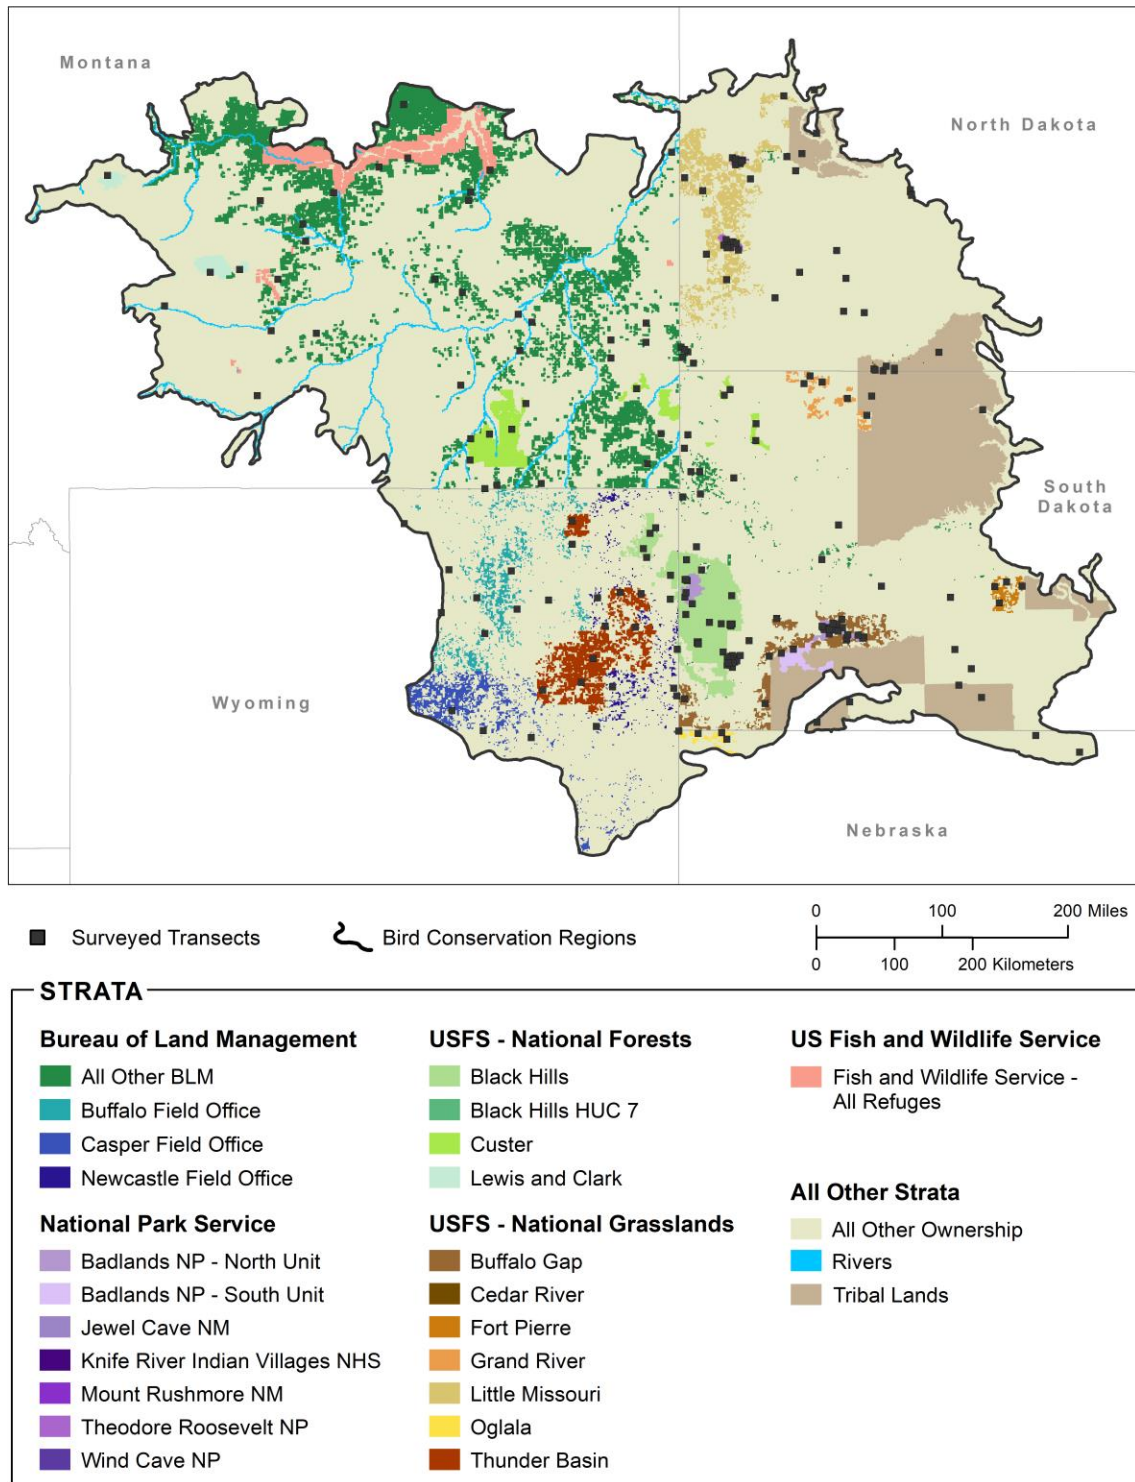 Montana
North Dakota
South
Dakota
Wyoming
Nebraska
0 100 200 Miles
0 100 200 Kilometers
Surveyed Transects
Bird Conservation Regions
STRATA
Bureau of Land Management
All Other BLM
Buffalo Field Office
Casper Field Office
Newcastle Field Office
National Park Service
Badlands NP - North Unit
Badlands NP - South Unit
Jewel Cave NM
Knife River Indian Villages NHS
Mount Rushmore NM
Theodore Roosevelt NP
Wind Cave NP
USFS - National Forests
Black Hills
Black Hills HUC 7
Custer
Lewis and Clark
USFS - National Grasslands
Buffalo Gap
Cedar River
Fort Pierre
Grand River
Little Missouri
Oglala
Thunder Basin
US Fish and Wildlife Service
Fish and Wildlife Service -
All Refuges
All Other Strata
All Other Ownership
Rivers
Tribal Lands